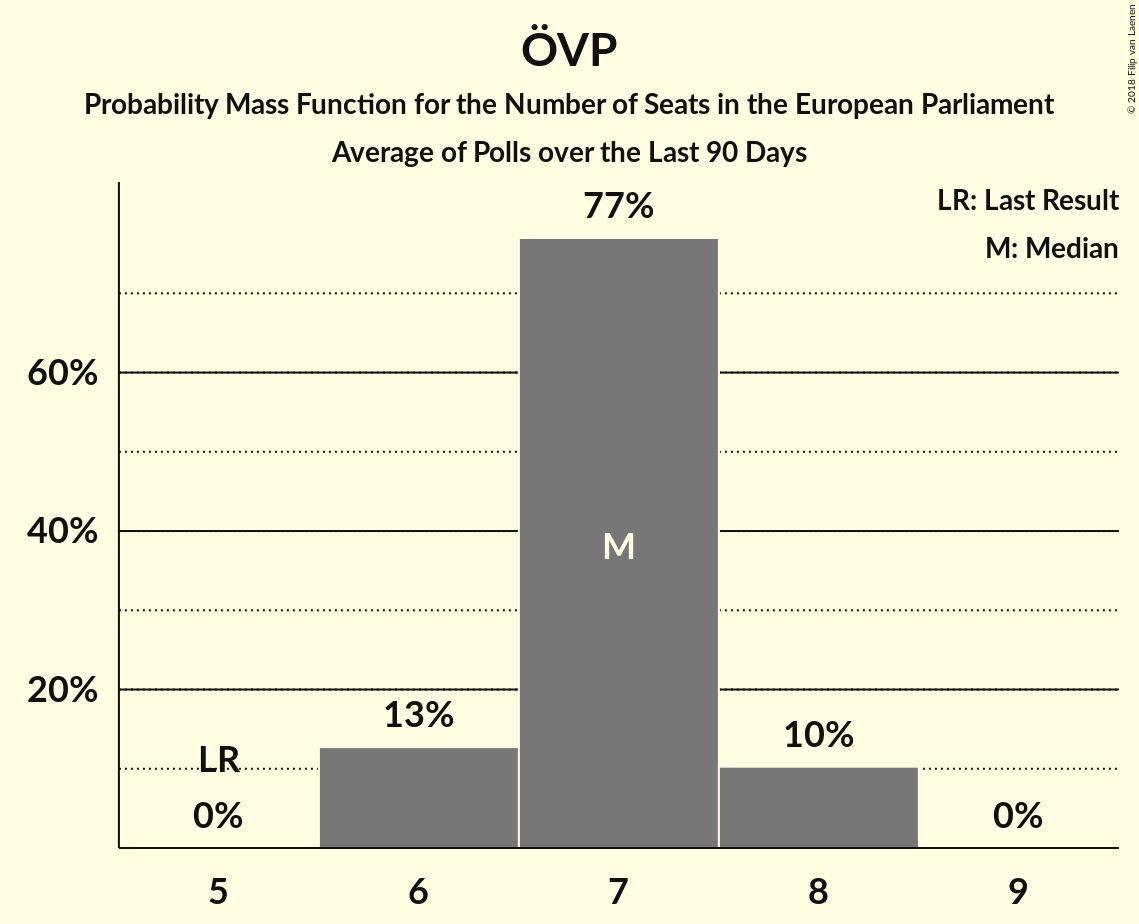 ÖVP
Probability Mass Function for the Number of Seats in the European Parliament
Average of Polls over the Last 90 Days
© 2018 Filip van Laenen
LR: Last Result
M: Median
77%
60%
40%
20%
M
13%
10%
LR
0%
0%
5 6 7 8 9